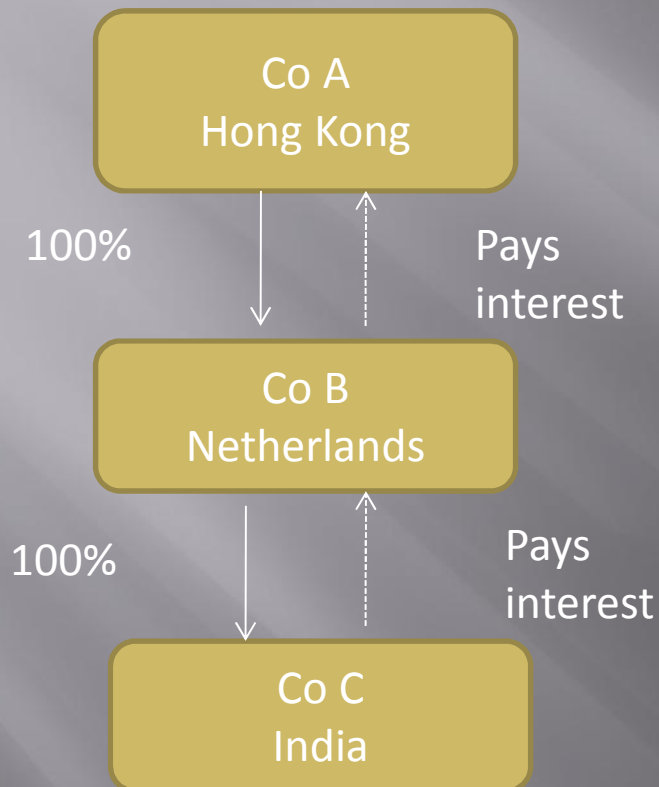 Co A
Hong Kong
100%
Pays
interest
Co B
Netherlands
100%
Pays
interest
Co C
India